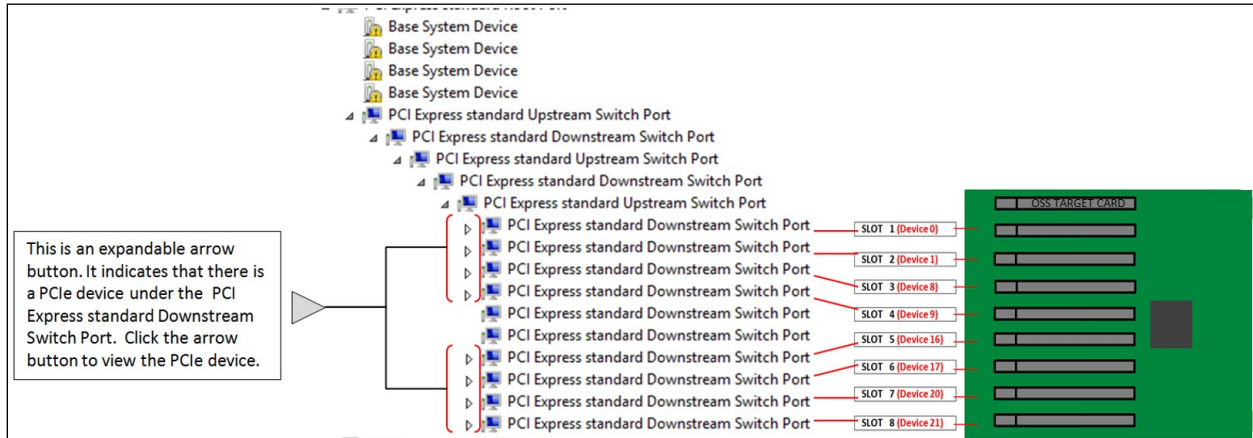 PCI Express standard Root Port
Base System Device
Base System Device
Base System Device
Base System Device
PCI Express standard Upstream Switch Port
PCI Express standard Downstream Switch Port
PCI Express standard Upstream Switch Port
PCI Express standard Downstream Switch Port
PCI Express standard Upstream Switch Port
PCI Express standard Downstream Switch Port
PCI Express standard Downstream Switch Port
PCI Express standard Downstream Switch Port
PCI Express standard Downstream Switch Port
PCI Express standard Downstream Switch Port
PCI Express standard Downstream Switch Port
PCI Express standard Downstream Switch Port
PCI Express standard Downstream Switch Port
PCI Express standard Downstream Switch Port
PCI Express standard Downstream Switch Port
This is an expandable arrow
button. It indicates that there is
a PCIe device under the PCI
Express standard Downstream
Switch Port. Click the arrow
button to view the PCIe device.
SLOT 1 (Device 0)
SLOT 2 (Device 1)
SLOT 3 (Device 8)
SLOT 4 (Device 9)
SLOT 5 (Device 16)
SLOT 6 (Device 17)
SLOT 7 (Device 20)
SLOT 8 (Device 21)
OSS TARGET CARD